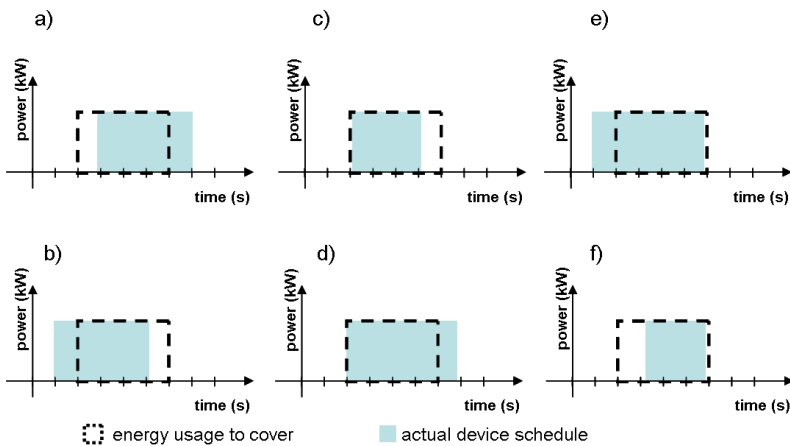 a)
c)
e)
power (kW)
time (s)
power (kW)
time (s)
power (kW)
time (s)
b)
d)
f)
power (kW)
time (s)
power (kW)
time (s)
power (kW)
time (s)
energy usage to cover
actual device schedule